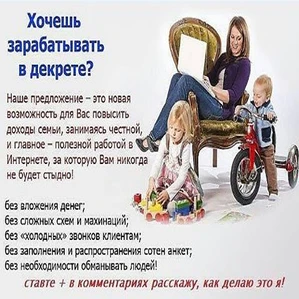 Хочешь
зарабатывать
в декрете?
Наше предложение – это новая
возможность для Вас повысить
доходы семьи, занимаясь честной,
и главное – полезной работой в
Интернете, за которую Вам никогда
не будет стыдно!
без вложения денег;
без сложных схем и махинаций;
без «холодных» звонков клиентам;
без заполнения и распространения сотен анкет;
без необходимости обманывать людей!
ставте + в комментариях расскажу, как делаю это я!